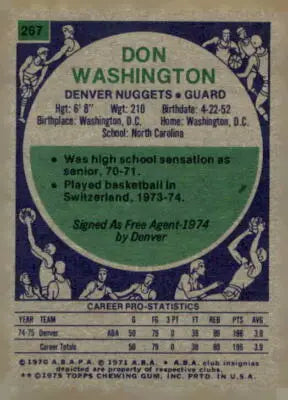 267
DON
WASHINGTON
DENVER NUGGETS • GUARD
Hgt: 6' 8" Wgt: 210 Birthdate: 4-22-52
Birthplace: Washington, D.C. Home: Washington, D.C.
School: North Carolina
• Was high school sensation as
senior, 70-71.
• Played basketball in
Switzerland, 1973-74.
Signed As Free Agent-1974
by Denver
CAREER PRO-STATISTICS
YEAR TEAM G FG 3 PT FT REB PTS AVG
74-75 Denver ABA 50 79 0 38 80 196 3.9
Career Totals 50 79 0 38 80 196 3.9
© 1970 A.B.A.P.A. © 1971 A.B.A. • A.B.A. club insignias
depicted are property of respective clubs.
**©1975 TOPPS CHEWING GUM, INC. PRTD. IN U.S.A.